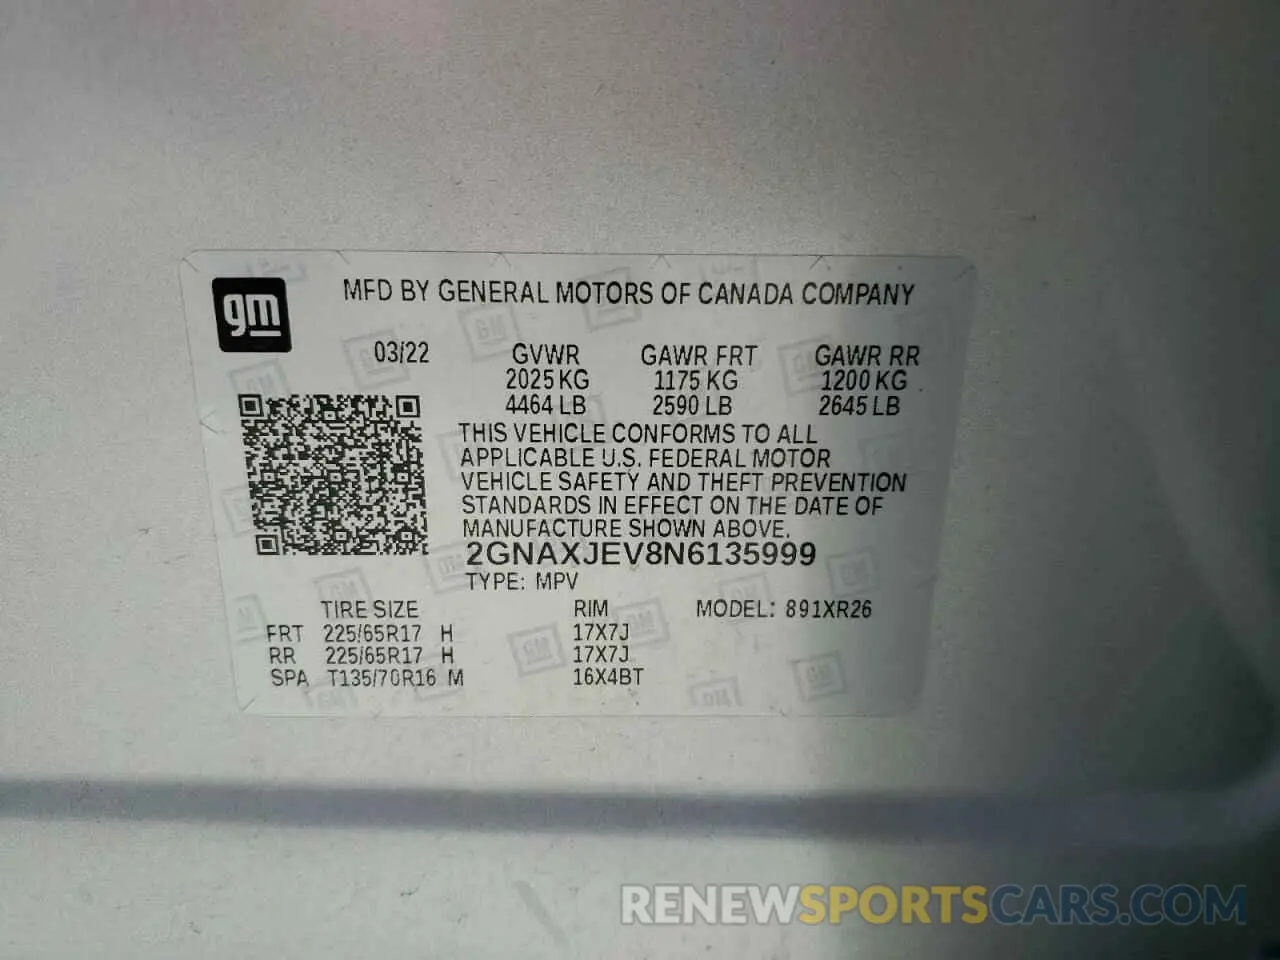 gm
MFD BY GENERAL MOTORS OF CANADA COMPANY
03/22 GVWR GAWR FRT GAWR RR
2025 KG 1175 KG 1200 KG
4464 LB 2590 LB 2645 LB
THIS VEHICLE CONFORMS TO ALL
APPLICABLE U.S. FEDERAL MOTOR
VEHICLE SAFETY AND THEFT PREVENTION
STANDARDS IN EFFECT ON THE DATE OF
MANUFACTURE SHOWN ABOVE.
2GNAXJEV8N6135999
TYPE: MPV
TIRE SIZE RIM MODEL: 891XR26
FRT 225/65R17 H 17X7J
RR 225/65R17 H 17X7J
SPA T135/70R16 M 16X4BT
RENEWSPORTSCARS.COM